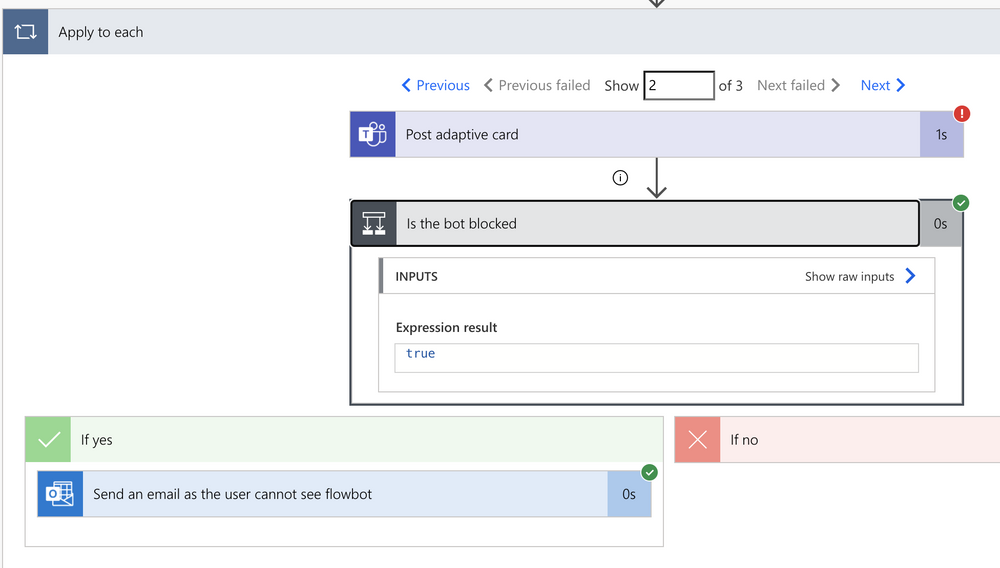 Apply to each
Previous Previous failed Show 2 of 3 Next failed Next
Post adaptive card 1s
Is the bot blocked 0s
INPUTS Show raw inputs
Expression result
true
If yes
If no
Send an email as the user cannot see flowbot 0s